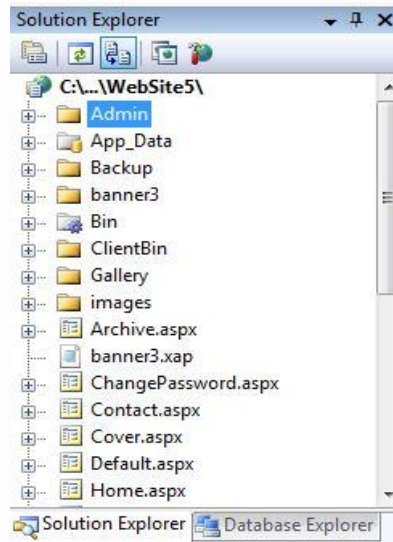 Solution Explorer
C:\...\WebSite5\
Admin
App_Data
Backup
banner3
Bin
ClientBin
Gallery
images
Archive.aspx
banner3.xap
ChangePassword.aspx
Contact.aspx
Cover.aspx
Default.aspx
Home.aspx
Solution Explorer Database Explorer